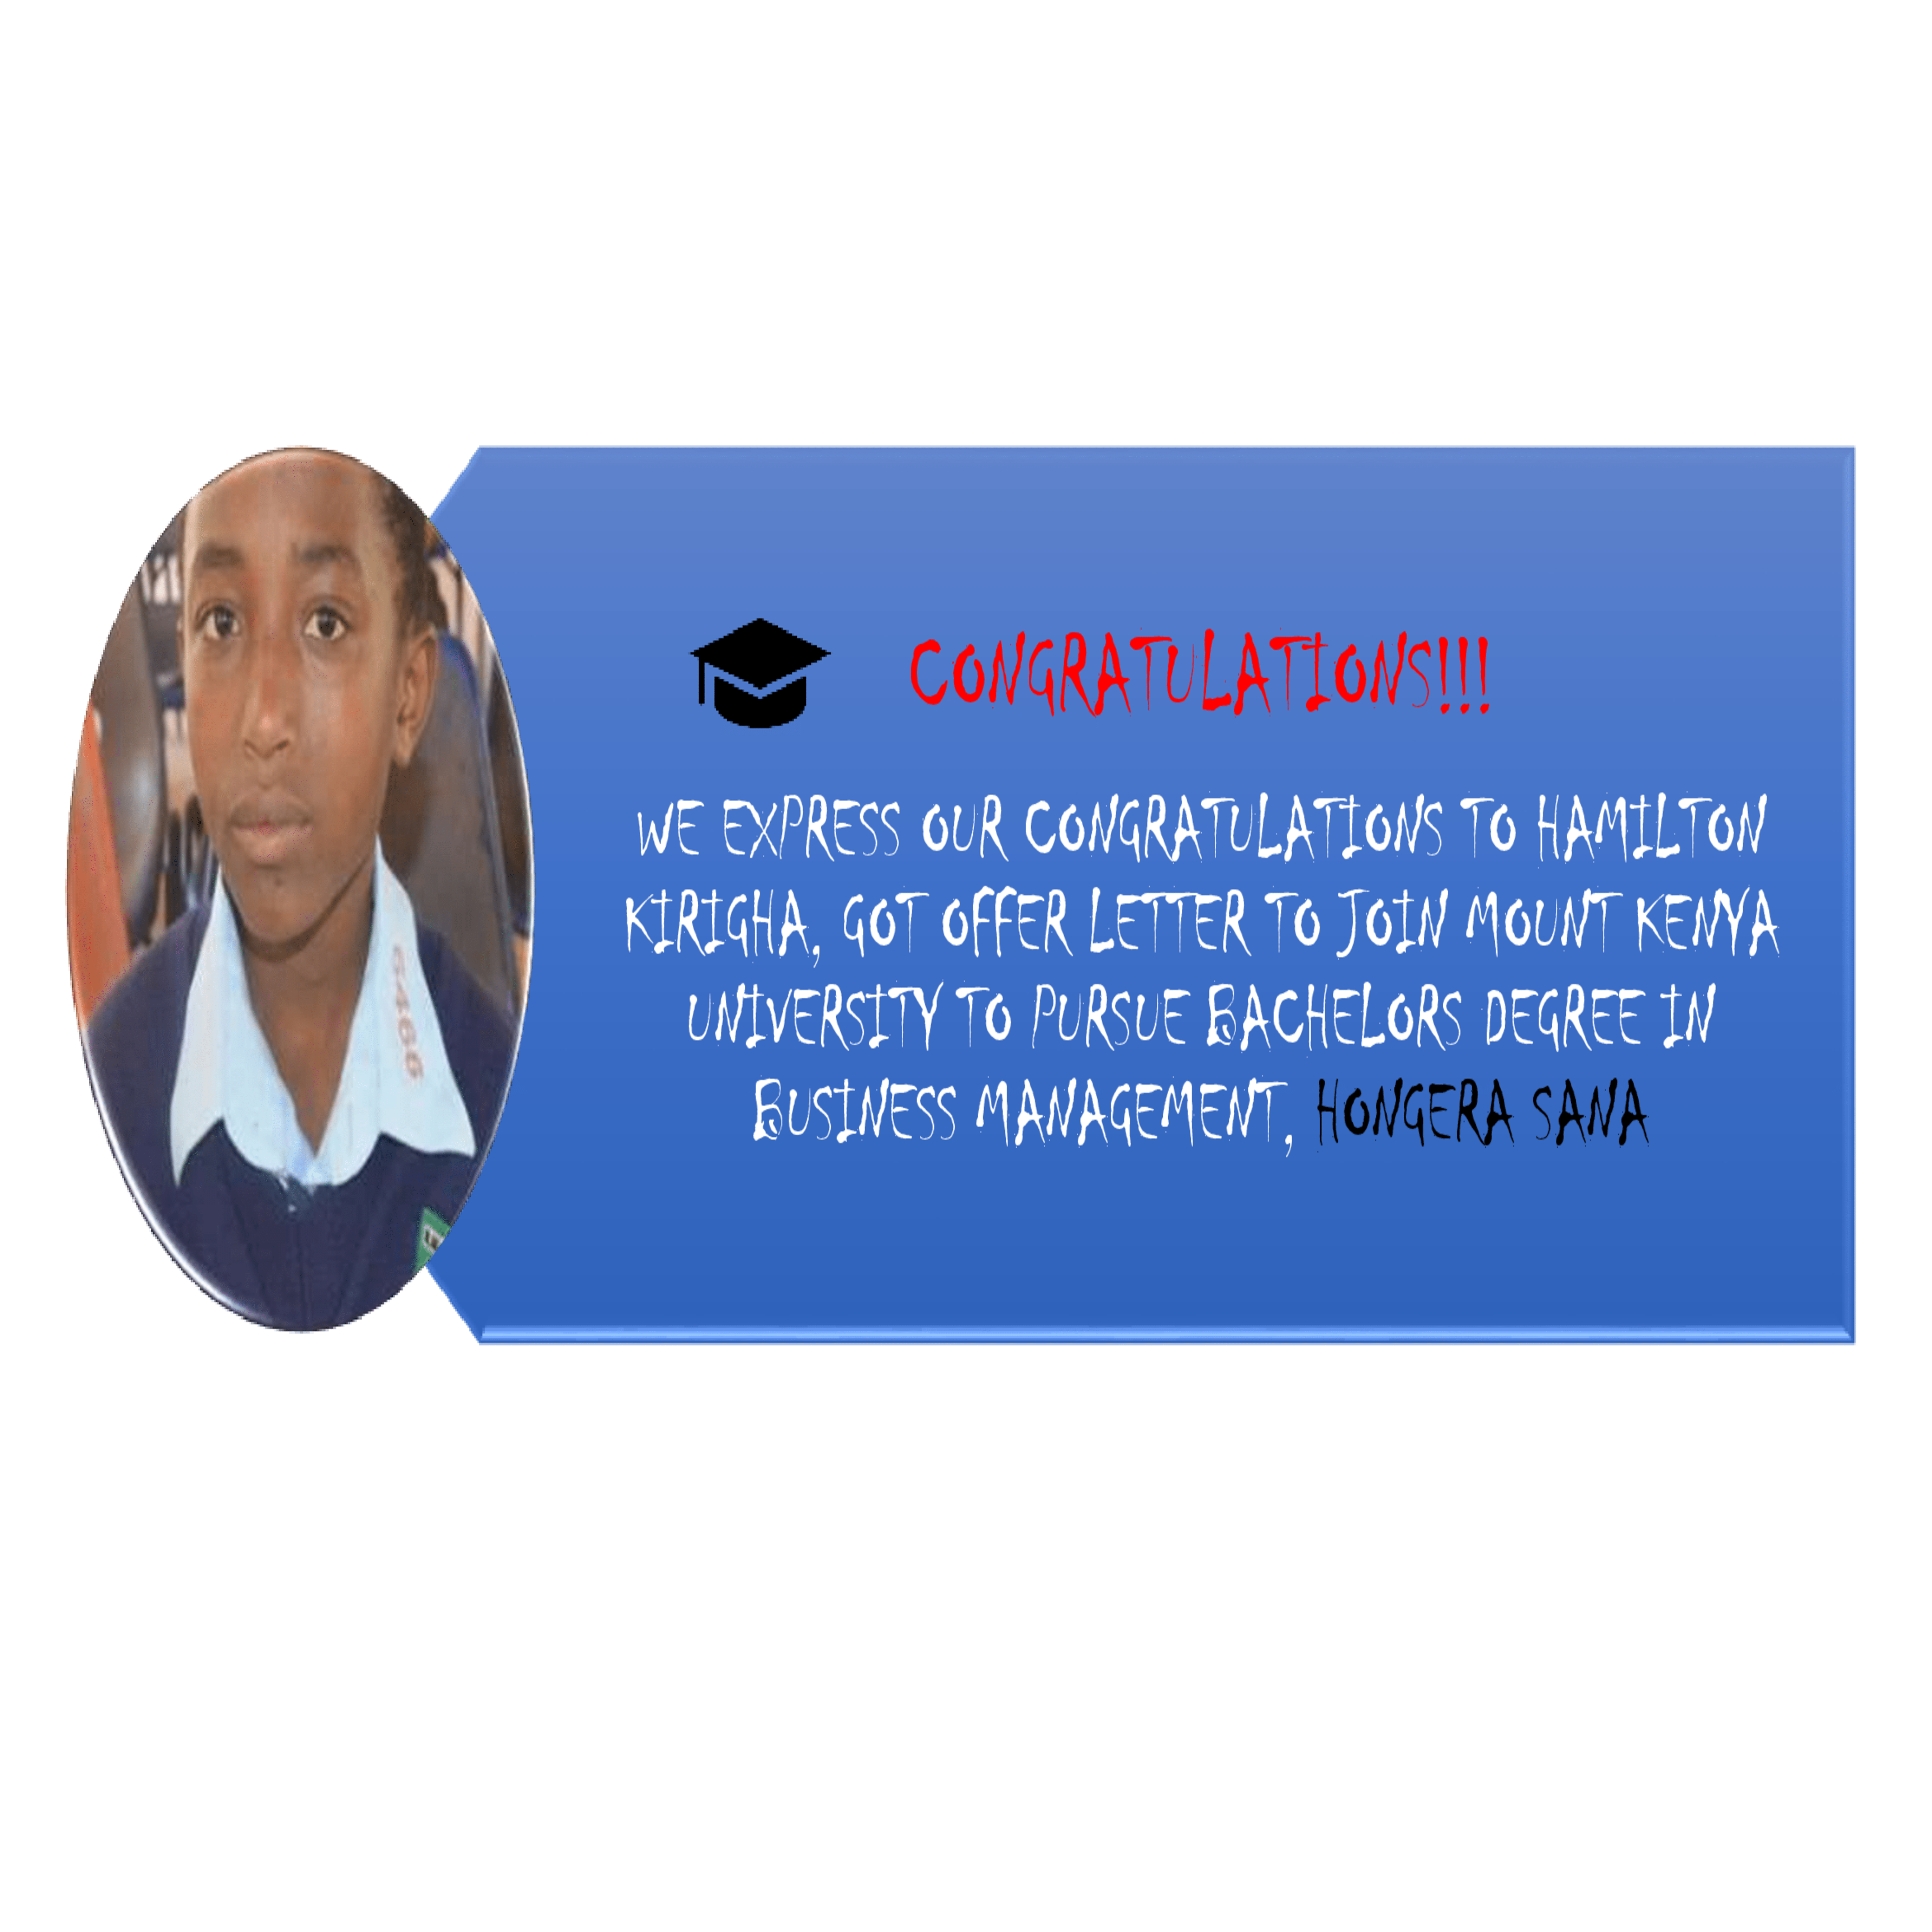 CONGRATULATIONS!!!
WE EXPRESS OUR CONGRATULATIONS TO HAMILTON
KIRIGHA, GOT OFFER LETTER TO JOIN MOUNT KENYA
UNIVERSITY TO PURSUE BACHELORS DEGREE IN
BUSINESS MANAGEMENT, HONGERA SANA